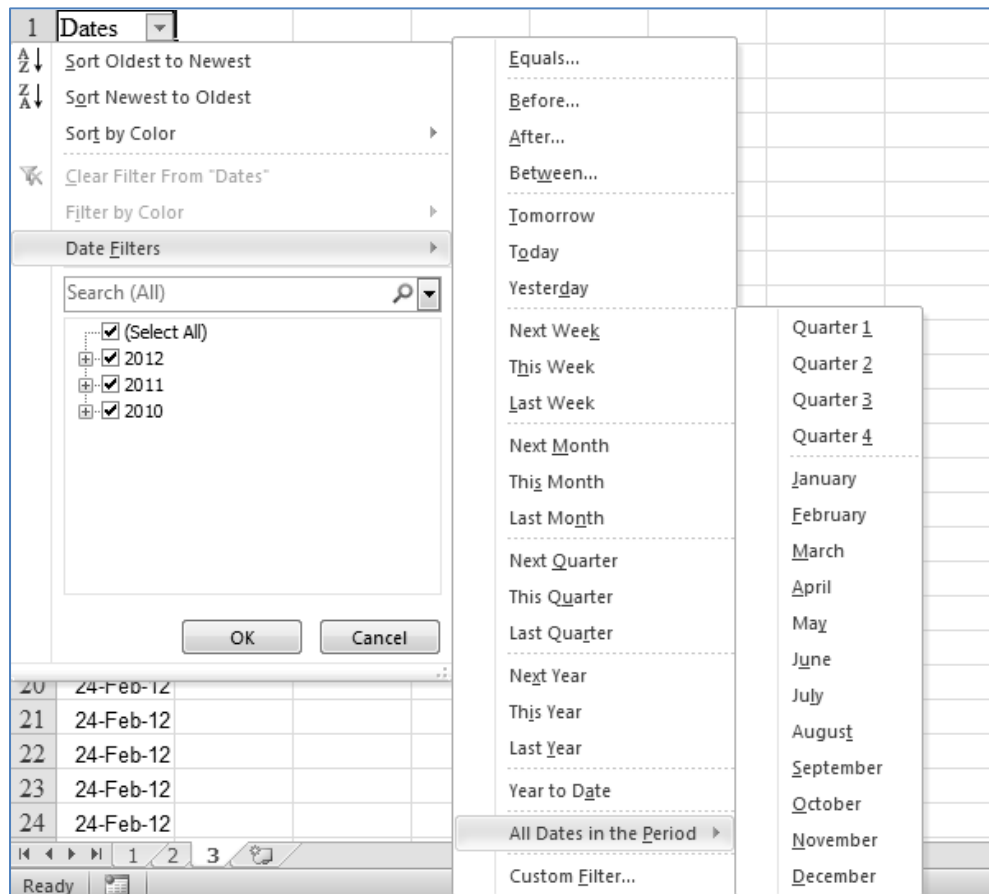 1 Dates
Sort Oldest to Newest
Sort Newest to Oldest
Sort by Color
Clear Filter From "Dates"
Filter by Color
Date Filters
Search (All)
(Select All)
2012
2011
2010
OK Cancel
Equals...
Before...
After...
Between...
Tomorrow
Today
Yesterday
Next Week
This Week
Last Week
Next Month
This Month
Last Month
Next Quarter
This Quarter
Last Quarter
Next Year
This Year
Last Year
Year to Date
All Dates in the Period
Custom Filter...
Quarter 1
Quarter 2
Quarter 3
Quarter 4
January
February
March
April
May
June
July
August
September
October
November
December
20 24-Feb-12
21 24-Feb-12
22 24-Feb-12
23 24-Feb-12
24 24-Feb-12
1 2 3
Ready